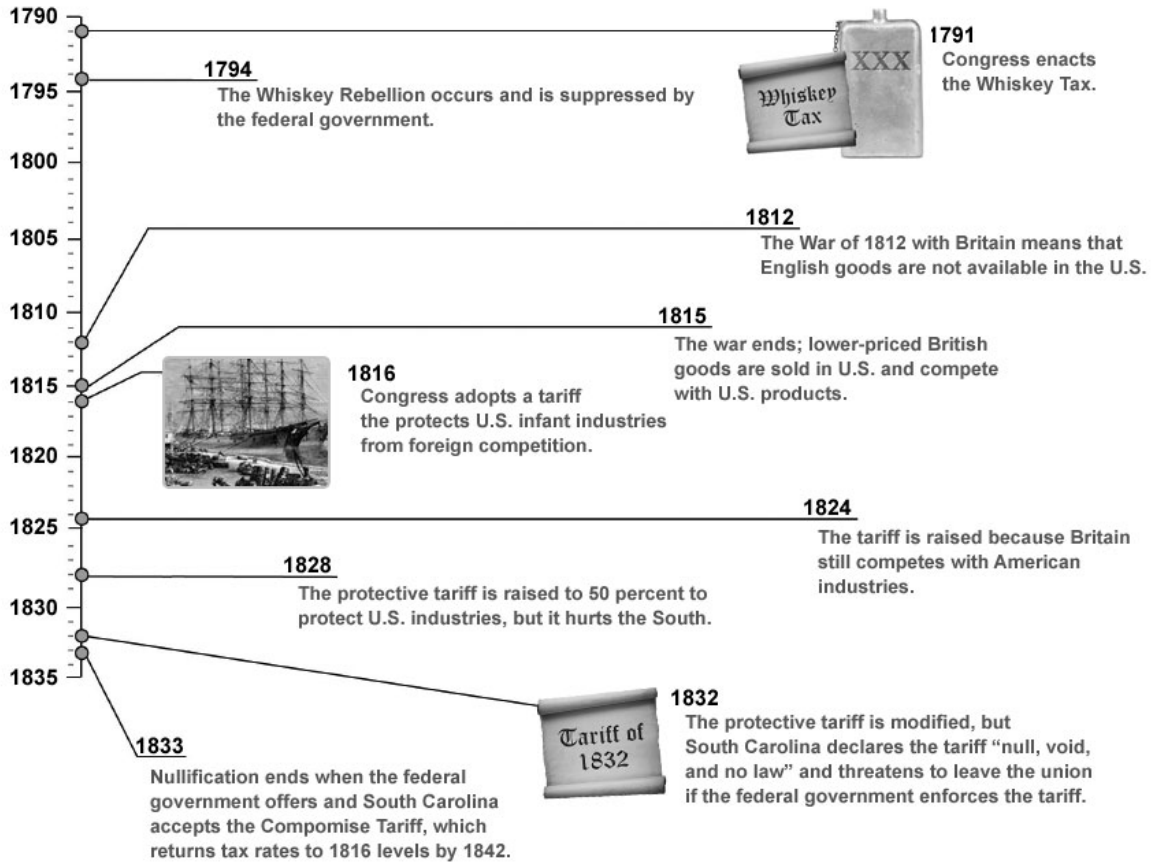 1790
1791
Congress enacts
the Whiskey Tax.
XXX
Whiskey
Tax
1794
The Whiskey Rebellion occurs and is suppressed by
the federal government.
1795
1800
1812
The War of 1812 with Britain means that
English goods are not available in the U.S.
1805
1810
1815
The war ends; lower-priced British
goods are sold in U.S. and compete
with U.S. products.
1815
1816
Congress adopts a tariff
the protects U.S. infant industries
from foreign competition.
1820
1824
The tariff is raised because Britain
still competes with American
industries.
1825
1828
The protective tariff is raised to 50 percent to
protect U.S. industries, but it hurts the South.
1830
1835
1832
The protective tariff is modified, but
South Carolina declares the tariff “null, void,
and no law” and threatens to leave the union
if the federal government enforces the tariff.
Tariff of
1832
1833
Nullification ends when the federal
government offers and South Carolina
accepts the Compomise Tariff, which
returns tax rates to 1816 levels by 1842.